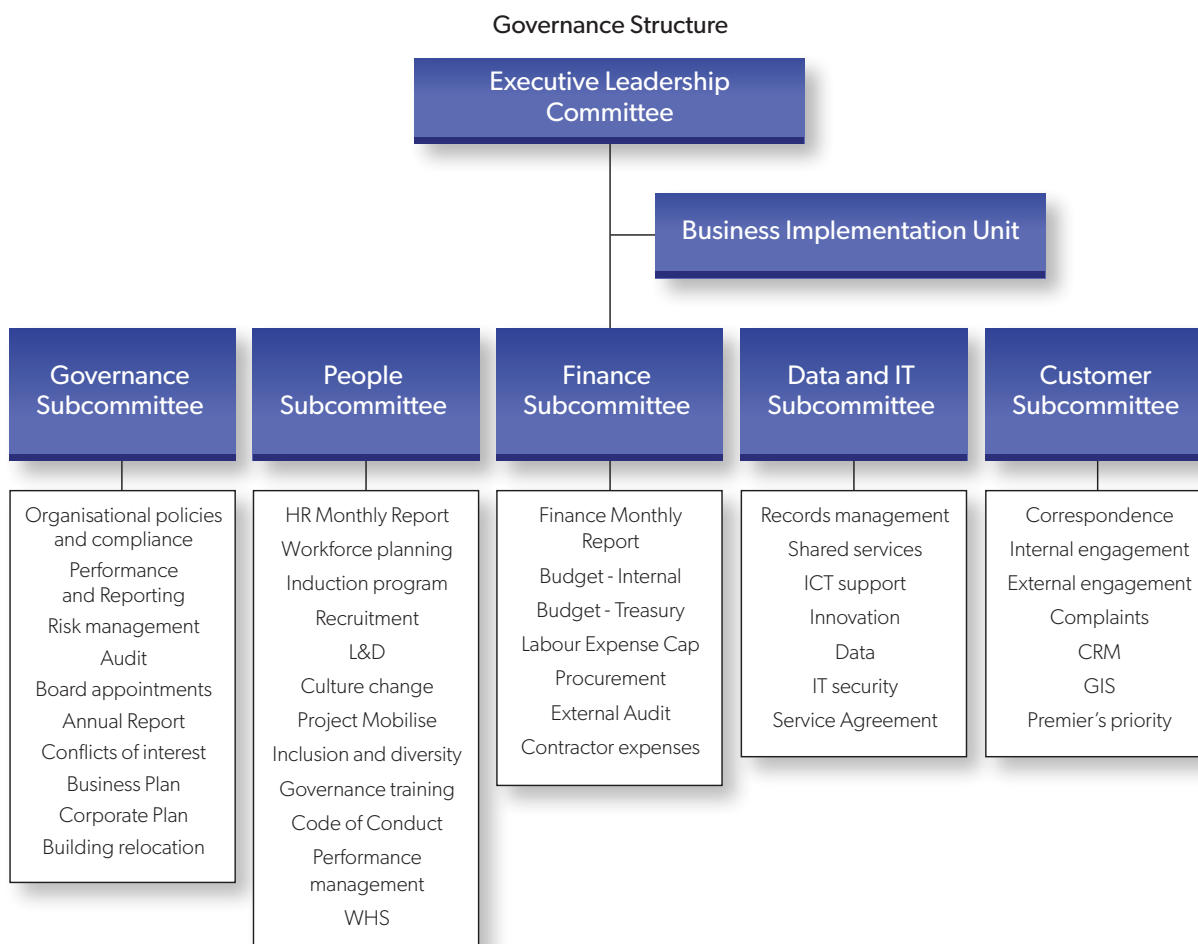 Governance Structure
Executive Leadership
Committee
Business Implementation Unit
Governance
Subcommittee
People
Subcommittee
Finance
Subcommittee
Data and IT
Subcommittee
Customer
Subcommittee
Organisational policies
and compliance
Performance
and Reporting
Risk management
Audit
Board appointments
Annual Report
Conflicts of interest
Business Plan
Corporate Plan
Building relocation
HR Monthly Report
Workforce planning
Induction program
Recruitment
L&D
Culture change
Project Mobilise
Inclusion and diversity
Governance training
Code of Conduct
Performance
management
WHS
Finance Monthly
Report
Budget - Internal
Budget - Treasury
Labour Expense Cap
Procurement
External Audit
Contractor expenses
Records management
Shared services
ICT support
Innovation
Data
IT security
Service Agreement
Correspondence
Internal engagement
External engagement
Complaints
CRM
GIS
Premier’s priority